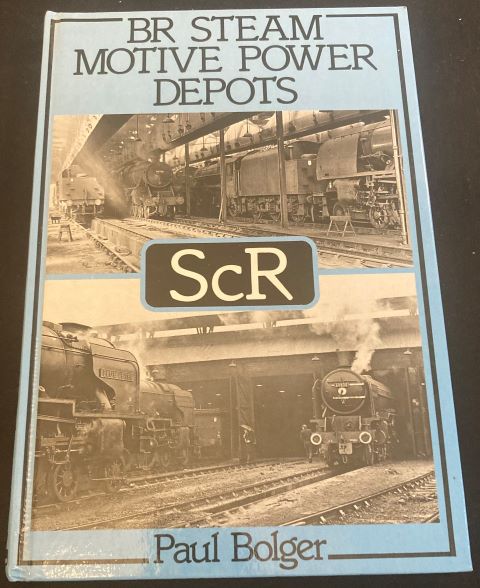 BR STEAM
MOTIVE POWER
DEPOTS
ScR
Paul Bolger